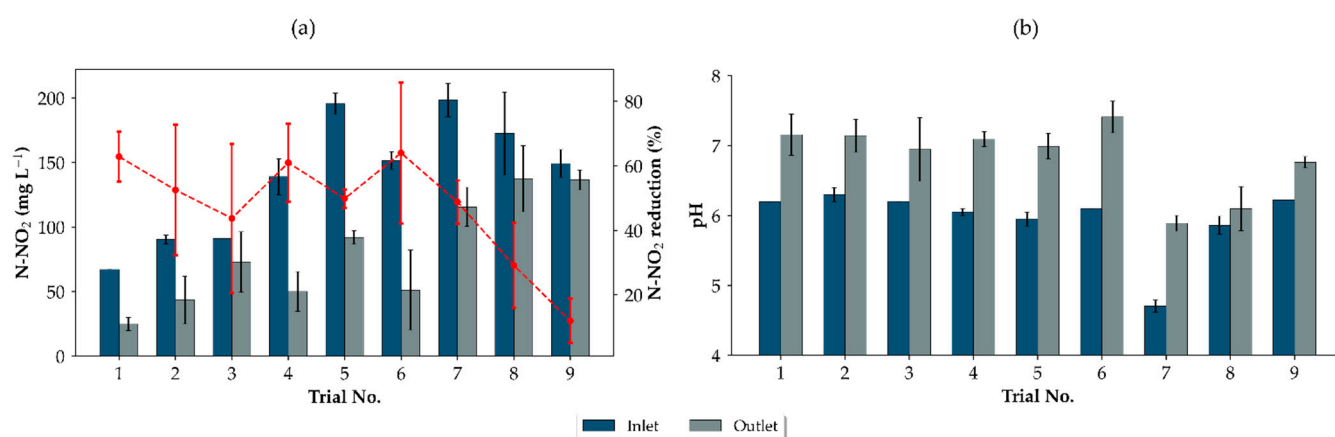 (a)
(b)
N-NO₂ (mg L⁻¹)
200
150
100
50
0
80
60
40
20
N-NO₂ reduction (%)
1 2 3 4 5 6 7 8 9
Trial No.
pH
8
7
6
5
4
1 2 3 4 5 6 7 8 9
Trial No.
Inlet Outlet